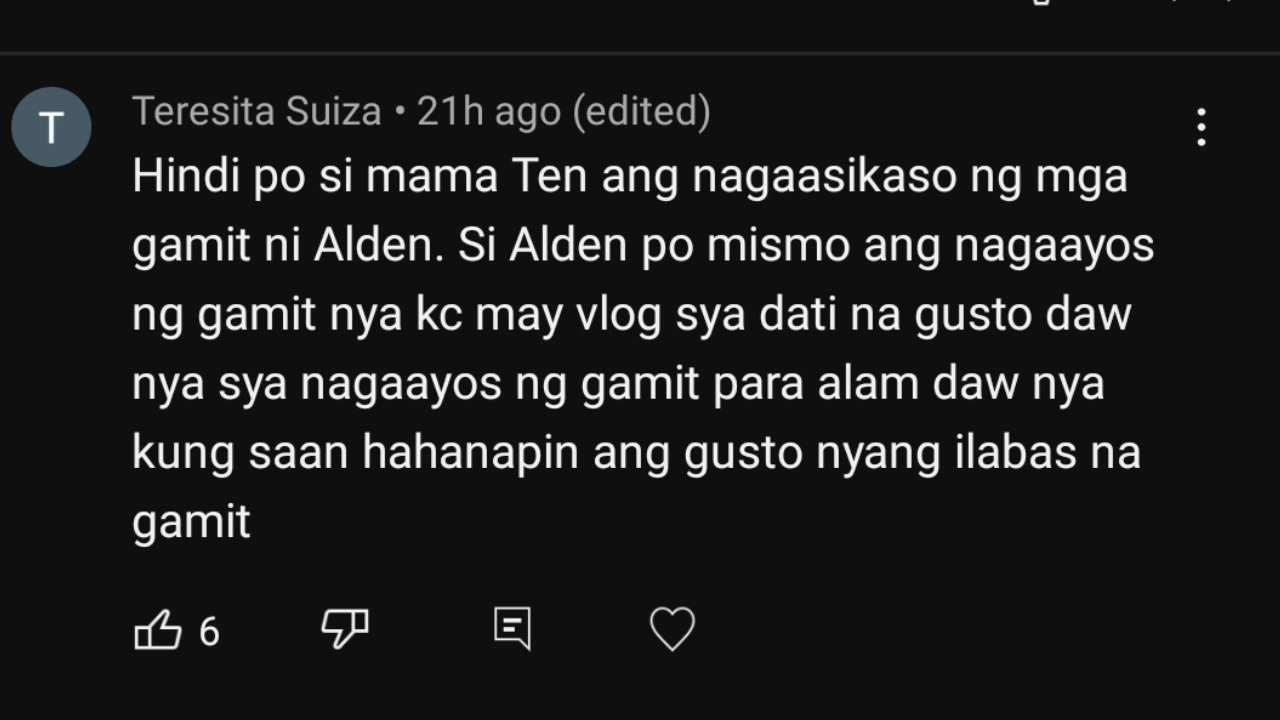 T
Teresita Suiza • 21h ago (edited)
Hindi po si mama Ten ang nagaasikaso ng mga
gamit ni Alden. Si Alden po mismo ang nagaayos
ng gamit nya kc may vlog sya dati na gusto daw
nya sya nagaayos ng gamit para alam daw nya
kung saan hahanapin ang gusto nyang ilabas na
gamit
6